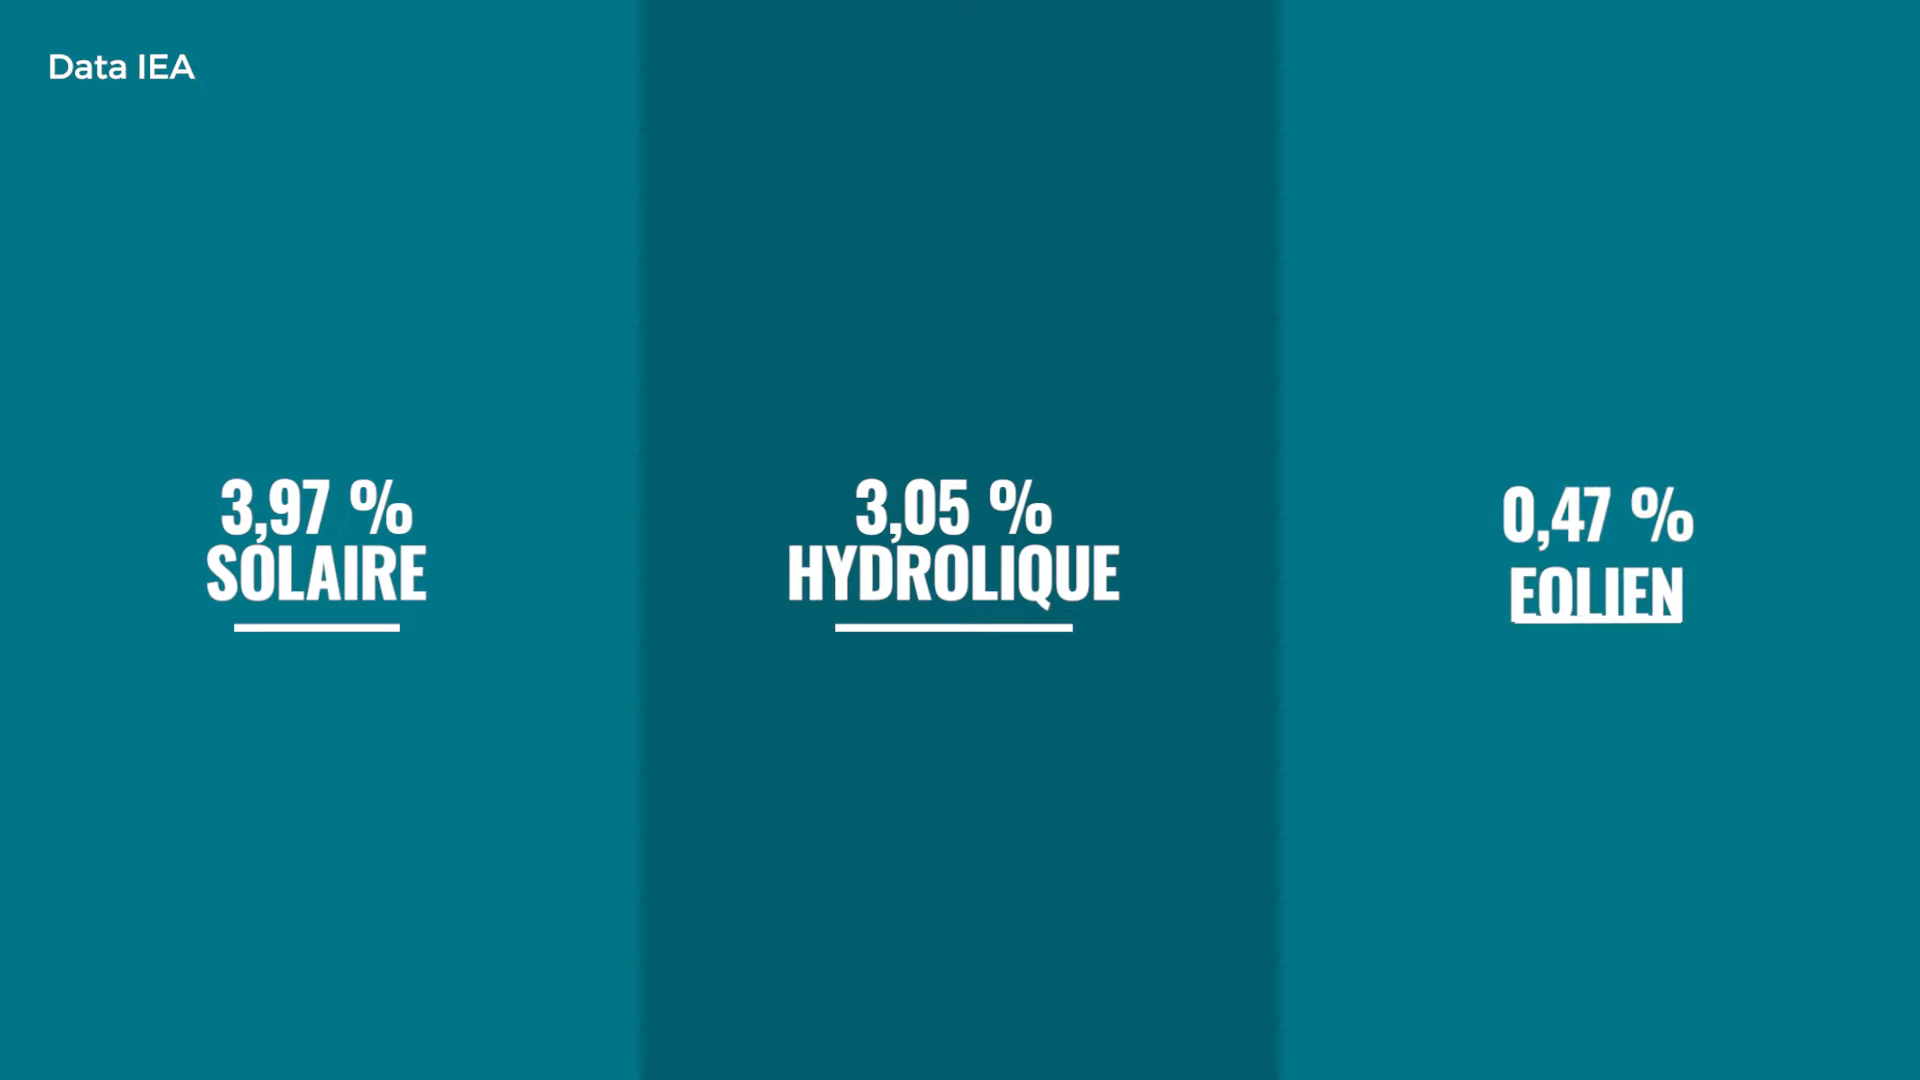 Data IEA
3,97 %
SOLAIRE
3,05 %
HYDROLIQUE
0,47 %
EOLIEN